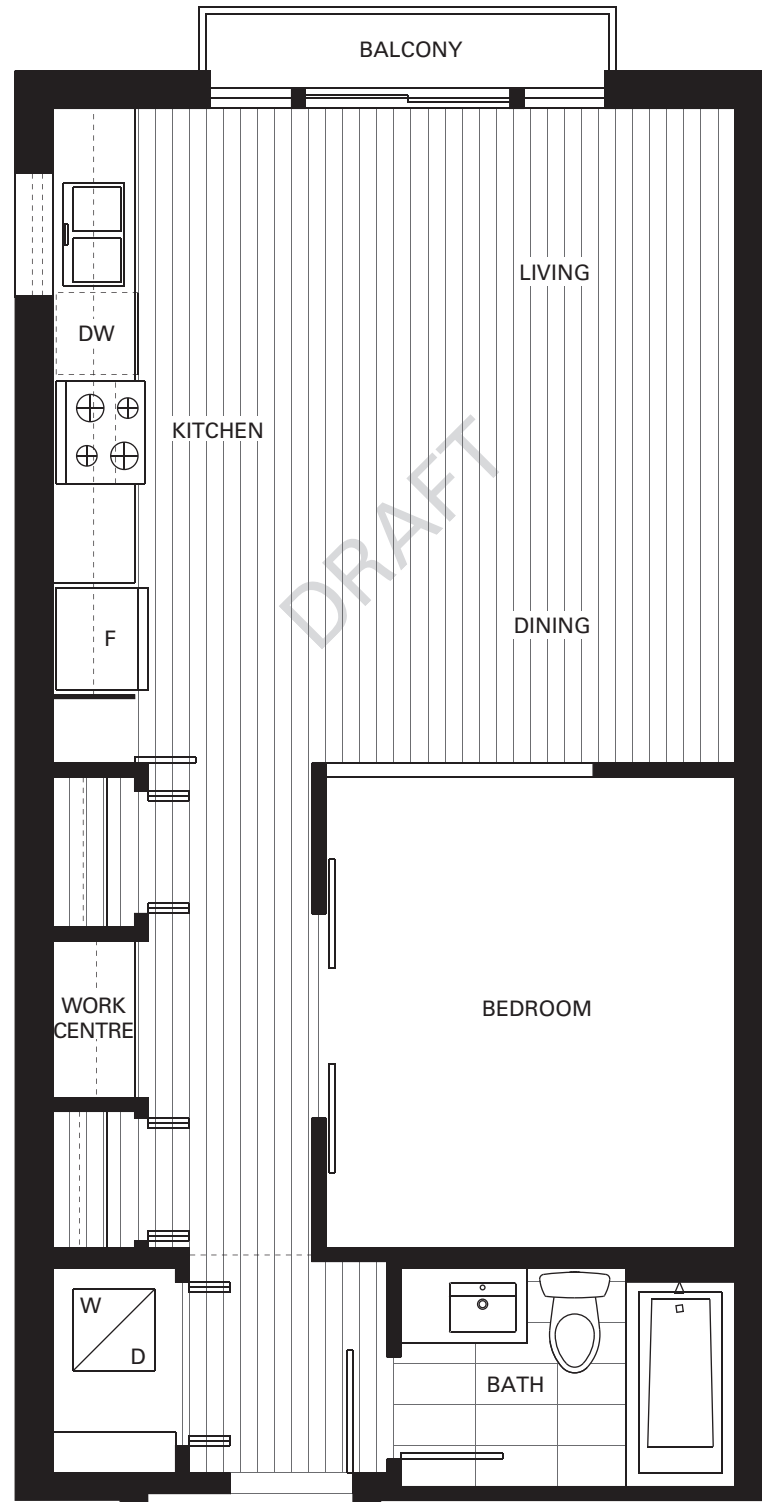 BALCONY
LIVING
DW
KITCHEN
DRAFT
DINING
F
WORK
CENTRE
BEDROOM
W
D
BATH